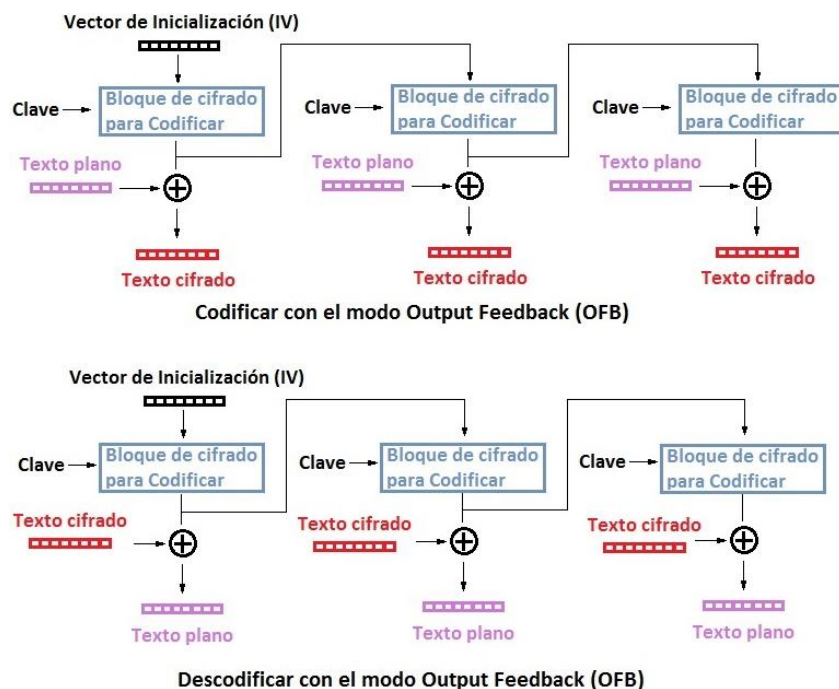 Vector de Inicialización (IV)
Clave
Bloque de cifrado
para Codificar
Clave
Bloque de cifrado
para Codificar
Clave
Bloque de cifrado
para Codificar
Texto plano
Texto plano
Texto plano
Texto cifrado
Texto cifrado
Texto cifrado
Codificar con el modo Output Feedback (OFB)
Vector de Inicialización (IV)
Clave
Bloque de cifrado
para Codificar
Clave
Bloque de cifrado
para Codificar
Clave
Bloque de cifrado
para Codificar
Texto cifrado
Texto cifrado
Texto cifrado
Texto plano
Texto plano
Texto plano
Descodificar con el modo Output Feedback (OFB)